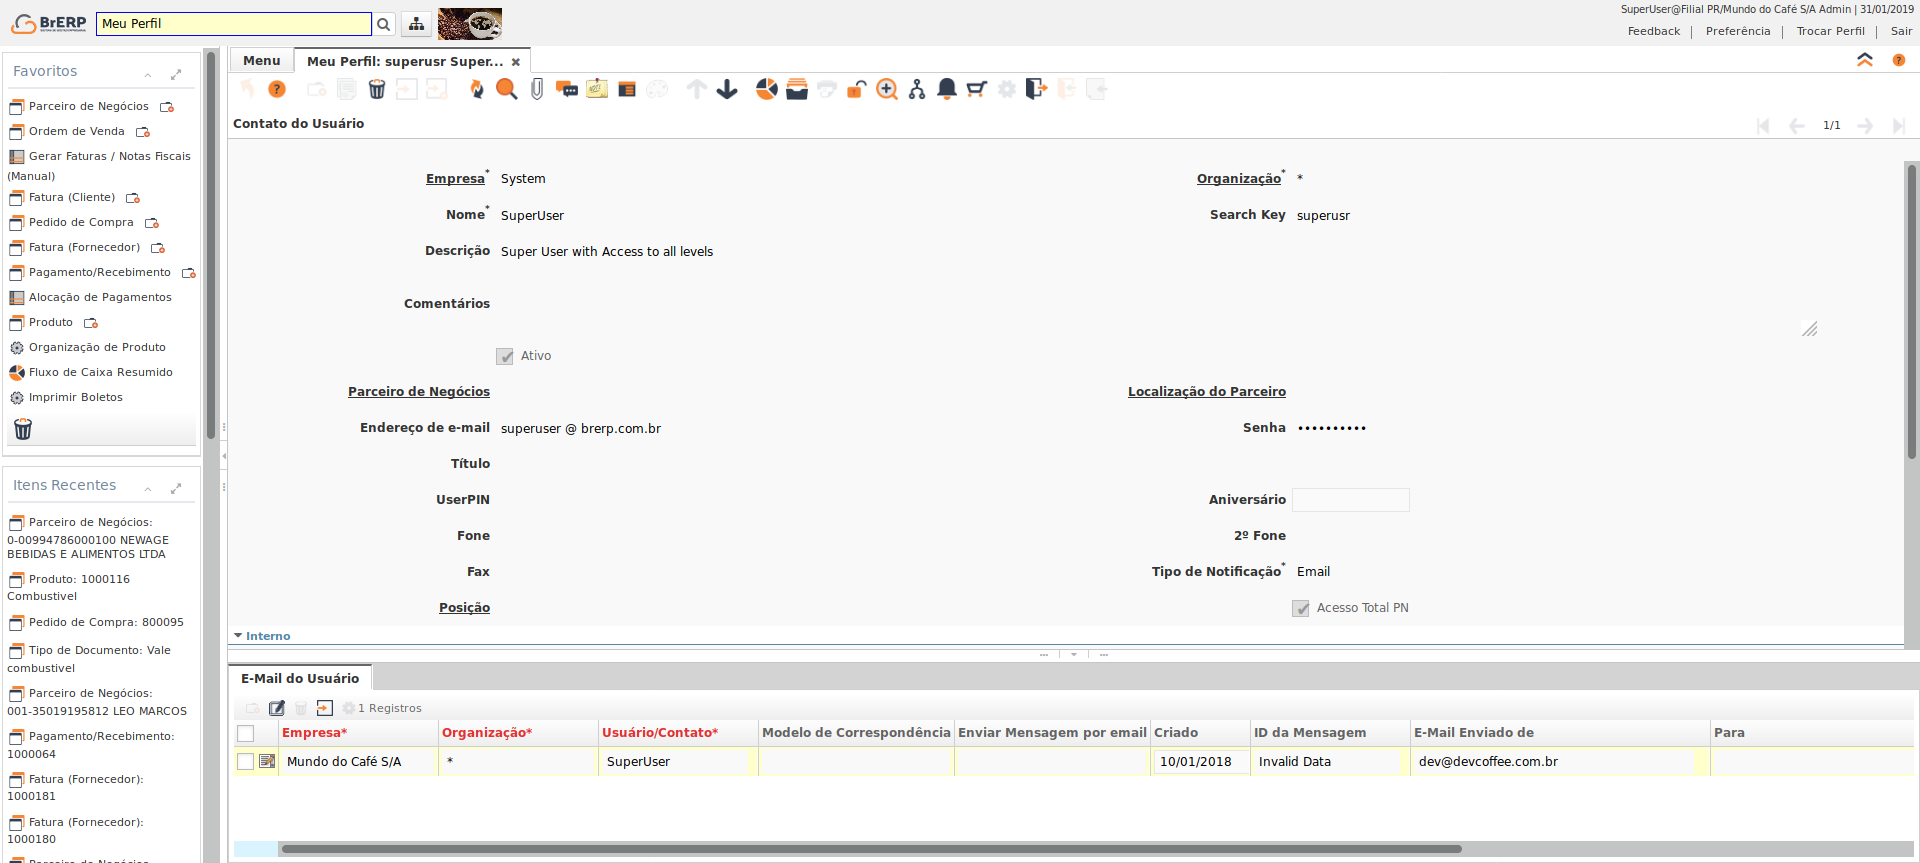 BrERP
Meu Perfil
SuperUser@Filial PR/Mundo do Café S/A Admin | 31/01/2019
Feedback | Preferência | Trocar Perfil | Sair
Favoritos
Parceiro de Negócios
Ordem de Venda
Gerar Faturas / Notas Fiscais
(Manual)
Fatura (Cliente)
Pedido de Compra
Fatura (Fornecedor)
Pagamento/Recebimento
Alocação de Pagamentos
Produto
Organização de Produto
Fluxo de Caixa Resumido
Imprimir Boletos
Itens Recentes
Parceiro de Negócios:
0-00994786000100 NEWAGE
BEBIDAS E ALIMENTOS LTDA
Produto: 1000116
Combustivel
Pedido de Compra: 800095
Tipo de Documento: Vale
combustivel
Parceiro de Negócios:
001-35019195812 LEO MARCOS
Pagamento/Recebimento:
1000064
Fatura (Fornecedor):
1000181
Fatura (Fornecedor):
1000180
Parceiro de Negócios
Menu
Meu Perfil: superusr Super...
Contato do Usuário
1/1
Empresa* System
Organização* *
Nome* SuperUser
Search Key superusr
Descrição Super User with Access to all levels
Comentários
Ativo
Parceiro de Negócios
Localização do Parceiro
Endereço de e-mail superuser @ brerp.com.br
Senha ••••••••••
Título
UserPIN
Aniversário
Fone
2º Fone
Fax
Tipo de Notificação* Email
Posição
Acesso Total PN
Interno
E-Mail do Usuário
1 Registros
Empresa* Organização* Usuário/Contato* Modelo de Correspondência Enviar Mensagem por email Criado ID da Mensagem E-Mail Enviado de Para
Mundo do Café S/A * SuperUser 10/01/2018 Invalid Data dev@devcoffee.com.br